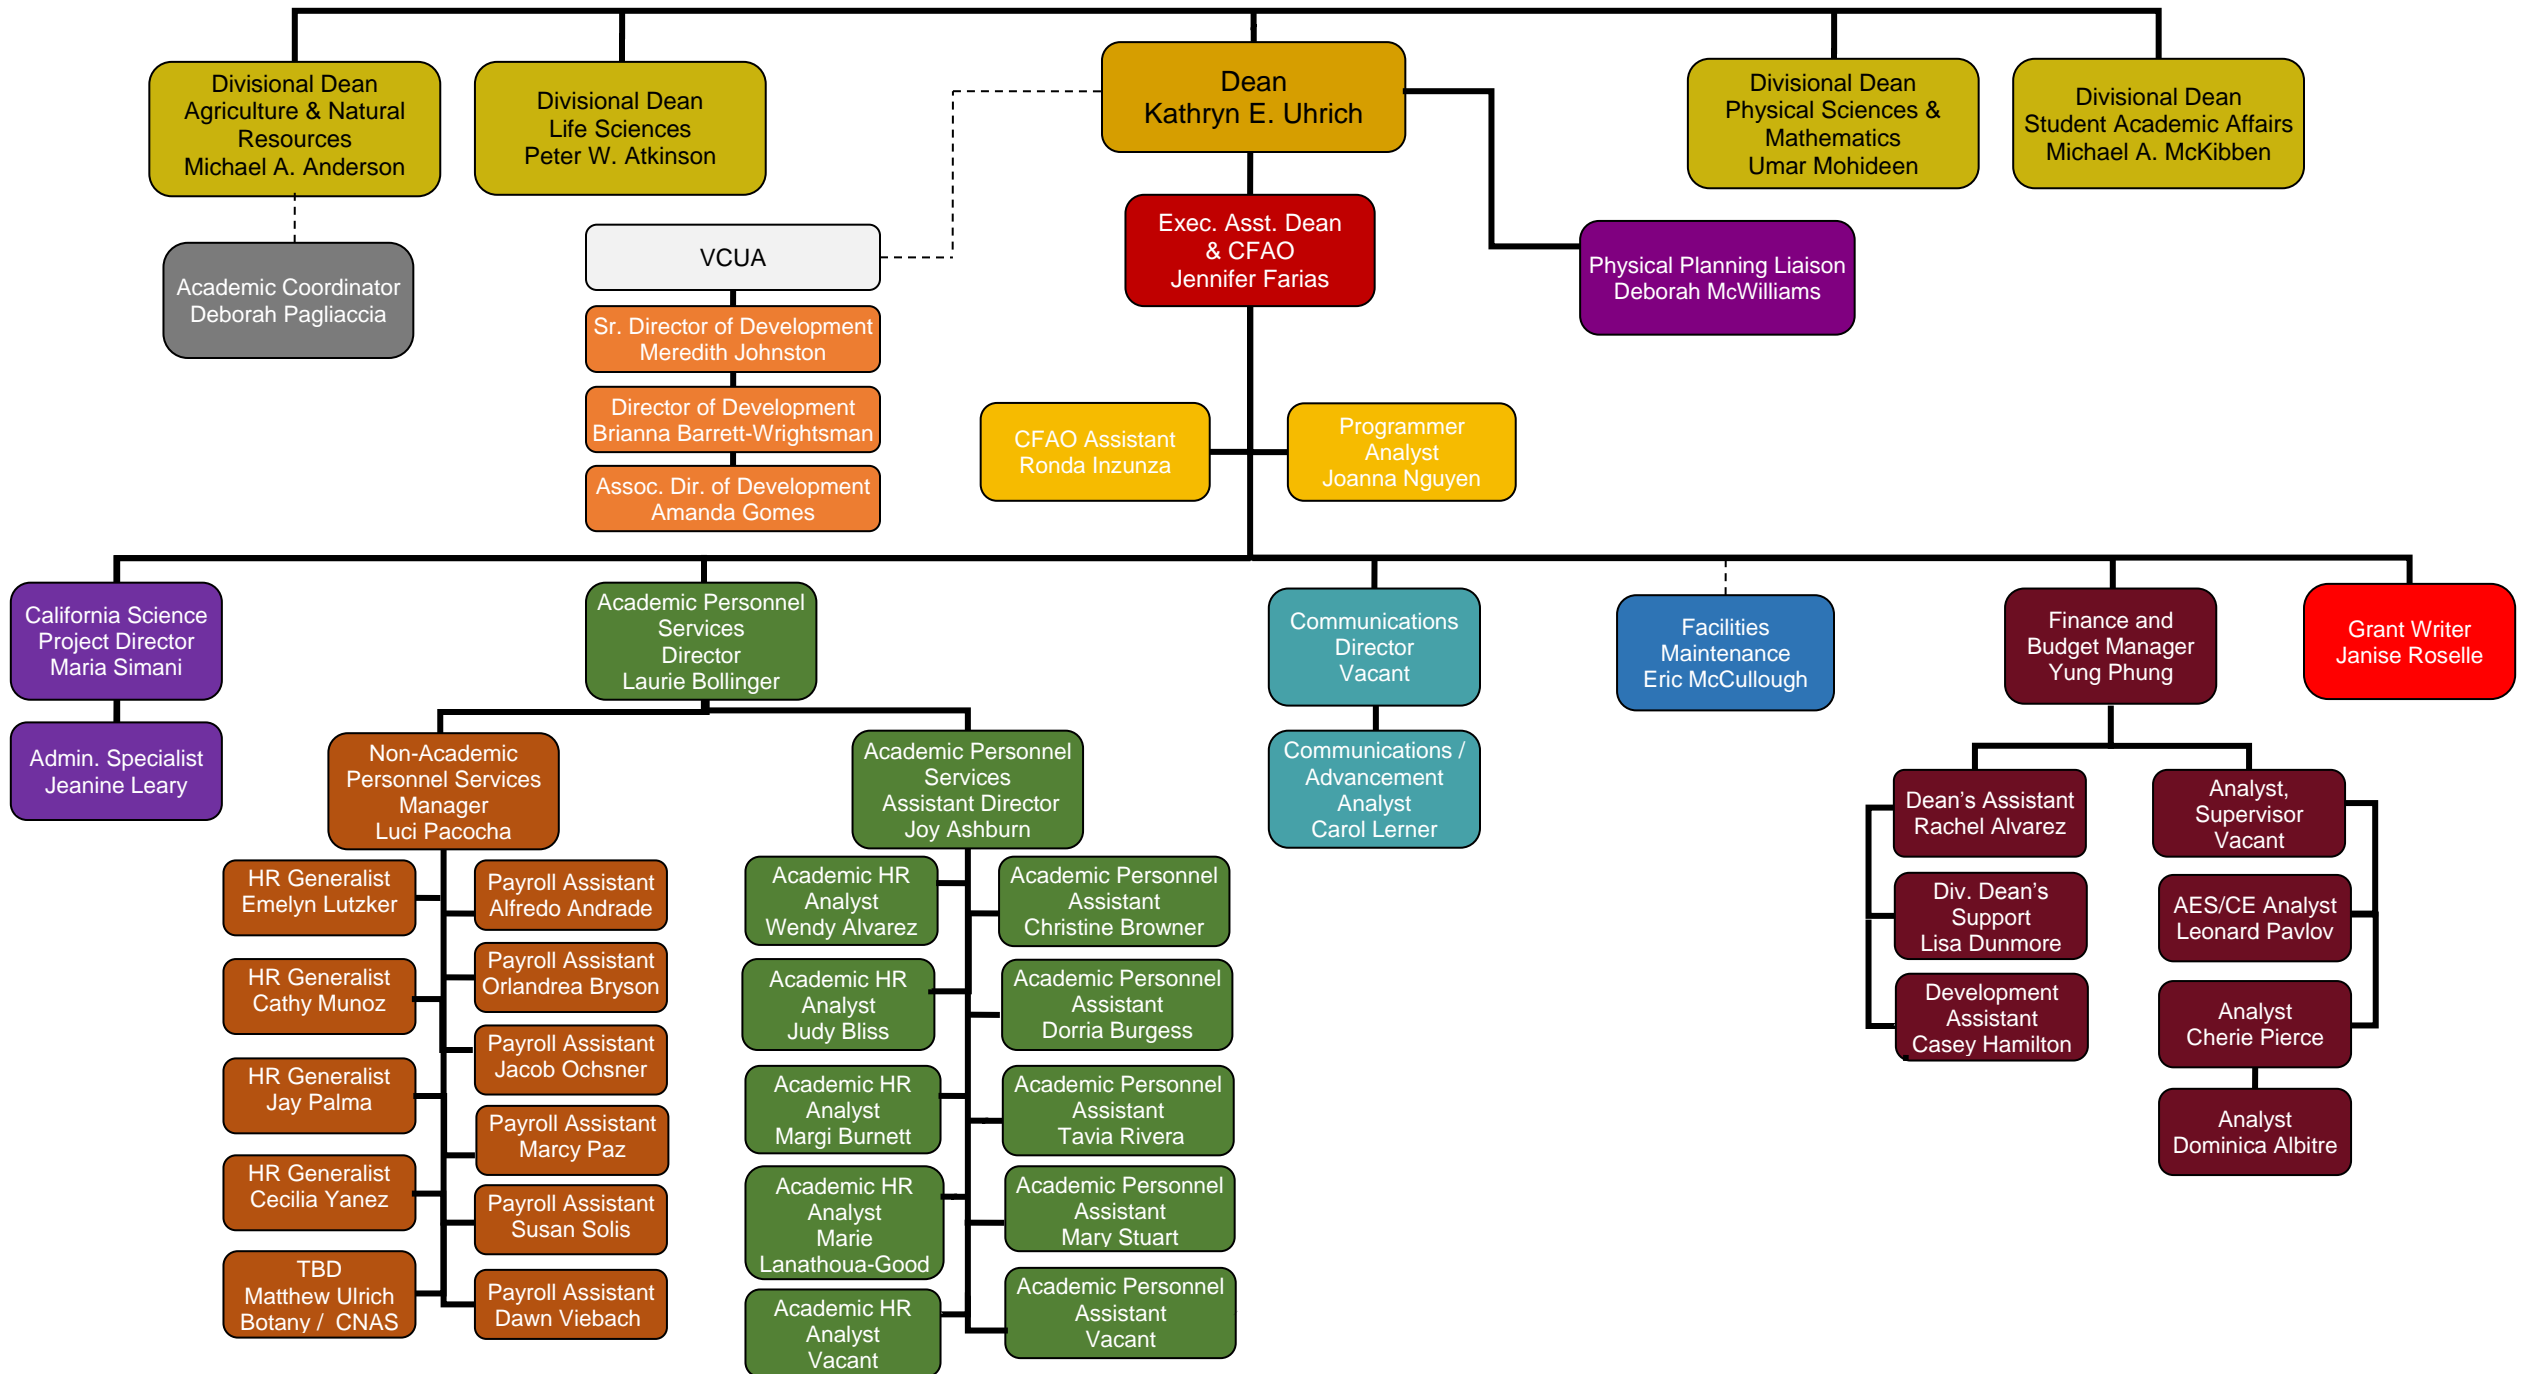 Divisional Dean
Agriculture & Natural
Resources
Michael A. Anderson
Divisional Dean
Life Sciences
Peter W. Atkinson
Dean
Kathryn E. Uhrich
Divisional Dean
Physical Sciences &
Mathematics
Umar Mohideen
Divisional Dean
Student Academic Affairs
Michael A. McKibben
Academic Coordinator
Deborah Pagliaccia
VCUA
Exec. Asst. Dean
& CFAO
Jennifer Farias
Physical Planning Liaison
Deborah McWilliams
Sr. Director of Development
Meredith Johnston
Director of Development
Brianna Barrett-Wrightsman
Assoc. Dir. of Development
Amanda Gomes
CFAO Assistant
Ronda Inzunza
Programmer
Analyst
Joanna Nguyen
California Science
Project Director
Maria Simani
Academic Personnel
Services
Director
Laurie Bollinger
Communications
Director
Vacant
Facilities
Maintenance
Eric McCullough
Finance and
Budget Manager
Yung Phung
Grant Writer
Janise Roselle
Admin. Specialist
Jeanine Leary
Non-Academic
Personnel Services
Manager
Luci Pacocha
Academic Personnel
Services
Assistant Director
Joy Ashburn
Communications /
Advancement
Analyst
Carol Lerner
Dean’s Assistant
Rachel Alvarez
Analyst,
Supervisor
Vacant
HR Generalist
Emelyn Lutzker
Payroll Assistant
Alfredo Andrade
Academic HR
Analyst
Wendy Alvarez
Academic Personnel
Assistant
Christine Browner
Div. Dean’s
Support
Lisa Dunmore
AES/CE Analyst
Leonard Pavlov
HR Generalist
Cathy Munoz
Payroll Assistant
Orlandrea Bryson
Academic HR
Analyst
Judy Bliss
Academic Personnel
Assistant
Dorria Burgess
Development
Assistant
Casey Hamilton
Analyst
Cherie Pierce
Payroll Assistant
Jacob Ochsner
HR Generalist
Jay Palma
Payroll Assistant
Marcy Paz
Academic HR
Analyst
Margi Burnett
Academic Personnel
Assistant
Tavia Rivera
Analyst
Dominica Albitre
HR Generalist
Cecilia Yanez
Payroll Assistant
Susan Solis
Academic HR
Analyst
Marie
Lanathoua-Good
Academic Personnel
Assistant
Mary Stuart
TBD
Matthew Ulrich
Botany / CNAS
Payroll Assistant
Dawn Viebach
Academic HR
Analyst
Vacant
Academic Personnel
Assistant
Vacant